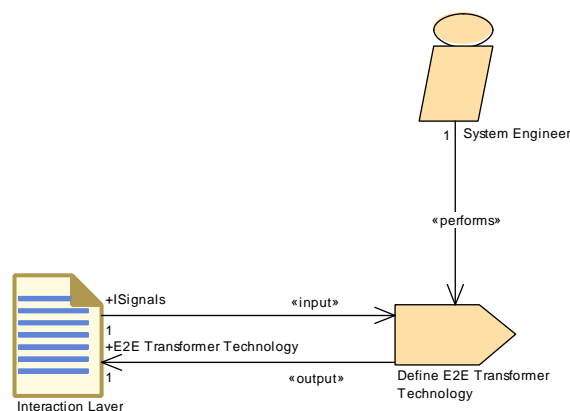 1
System Engineer
«performs»
+ISignals
«input»
1
+E2E Transformer Technology
1
«output»
Define E2E Transformer
Technology
Interaction Layer